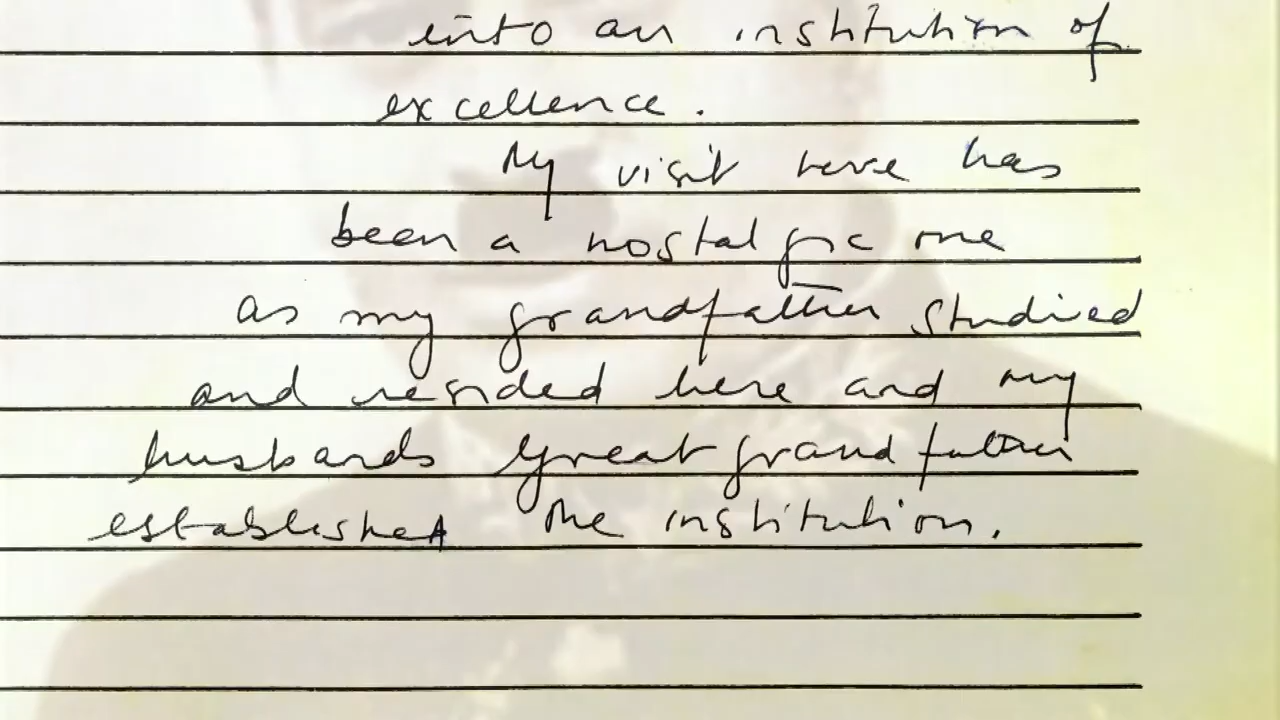 into an institution of
excellence.
My visit here has
been a nostalgic one
as my grandfather studied
and resided here and my
husbands great grandfather
established the institution.